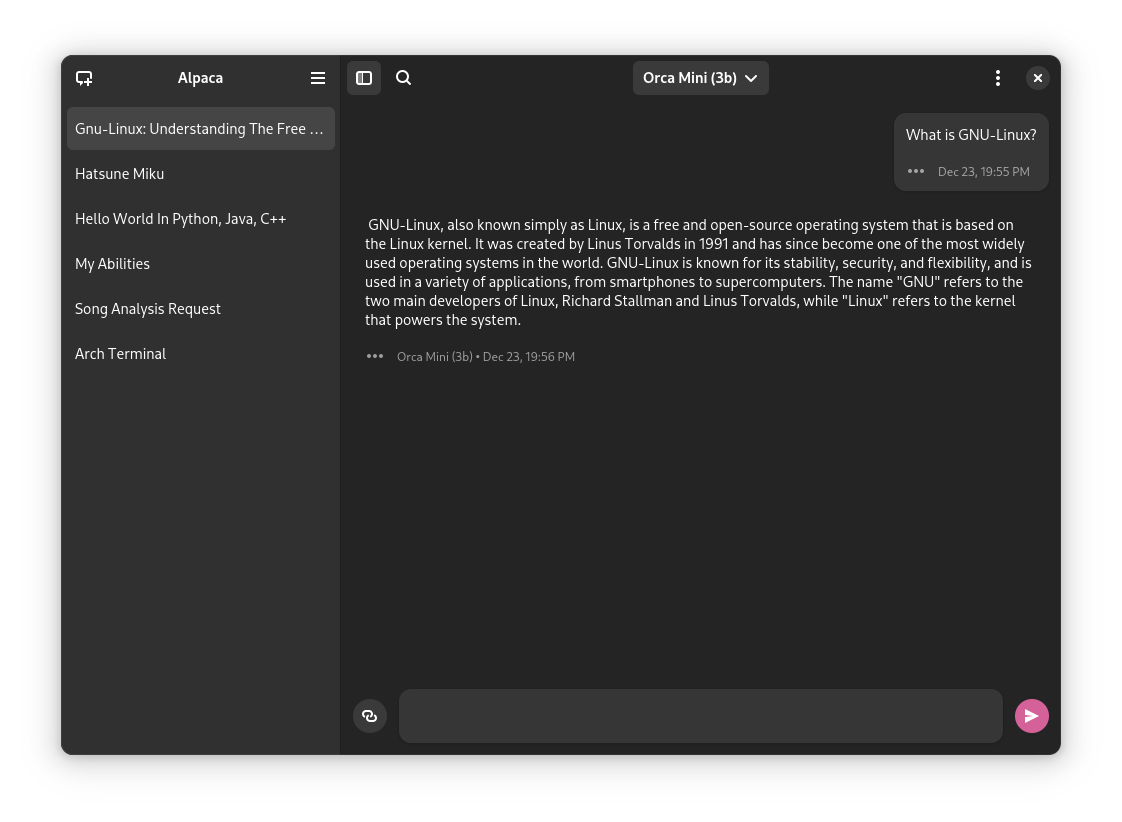 Alpaca
Gnu-Linux: Understanding The Free …
Hatsune Miku
Hello World In Python, Java, C++
My Abilities
Song Analysis Request
Arch Terminal
Orca Mini (3b)
What is GNU-Linux?
Dec 23, 19:55 PM
GNU-Linux, also known simply as Linux, is a free and open-source operating system that is based on
the Linux kernel. It was created by Linus Torvalds in 1991 and has since become one of the most widely
used operating systems in the world. GNU-Linux is known for its stability, security, and flexibility, and is
used in a variety of applications, from smartphones to supercomputers. The name "GNU" refers to the
two main developers of Linux, Richard Stallman and Linus Torvalds, while "Linux" refers to the kernel
that powers the system.
Orca Mini (3b) • Dec 23, 19:56 PM